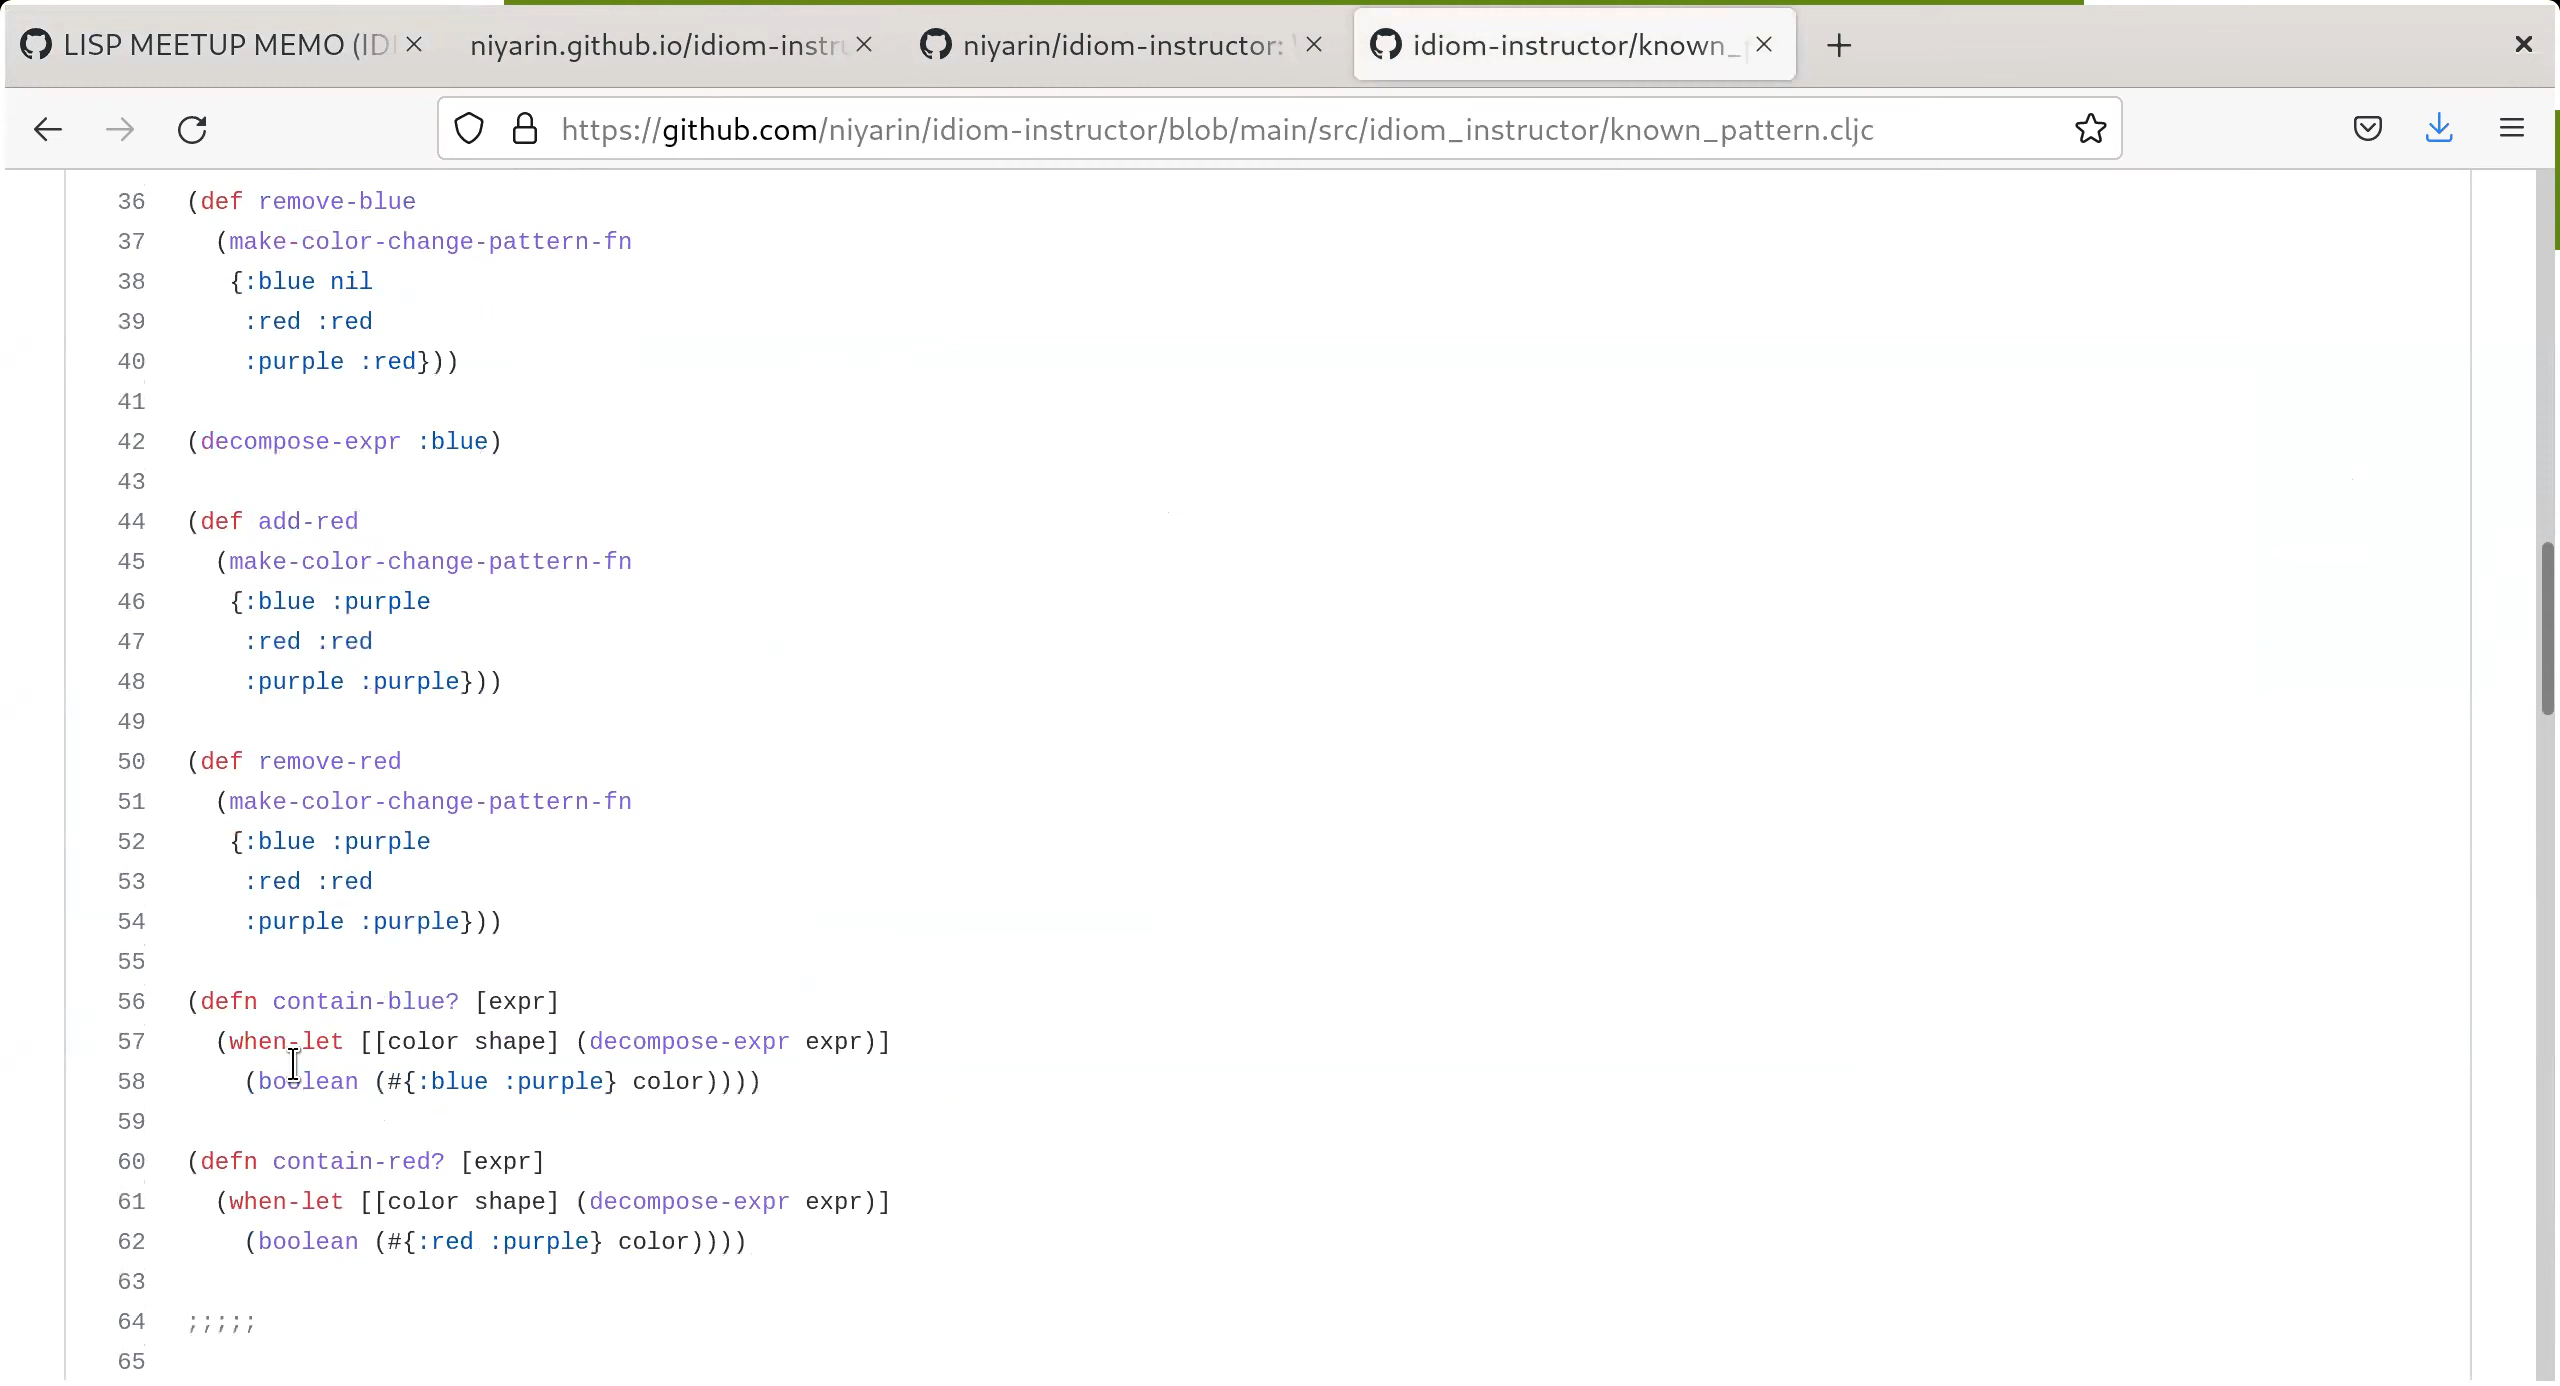 LISP MEETUP MEMO (ID
niyarin.github.io/idiom-instru
niyarin/idiom-instructor:
idiom-instructor/known_
https://github.com/niyarin/idiom-instructor/blob/main/src/idiom_instructor/known_pattern.cljc
36 (def remove-blue
37 (make-color-change-pattern-fn
38 {:blue nil
39 :red :red
40 :purple :red}))
41
42 (decompose-expr :blue)
43
44 (def add-red
45 (make-color-change-pattern-fn
46 {:blue :purple
47 :red :red
48 :purple :purple}))
49
50 (def remove-red
51 (make-color-change-pattern-fn
52 {:blue :purple
53 :red :red
54 :purple :purple}))
55
56 (defn contain-blue? [expr]
57 (when-let [[color shape] (decompose-expr expr)]
58 (boolean (#{:blue :purple} color))))
59
60 (defn contain-red? [expr]
61 (when-let [[color shape] (decompose-expr expr)]
62 (boolean (#{:red :purple} color))))
63
64 ;;;;;
65